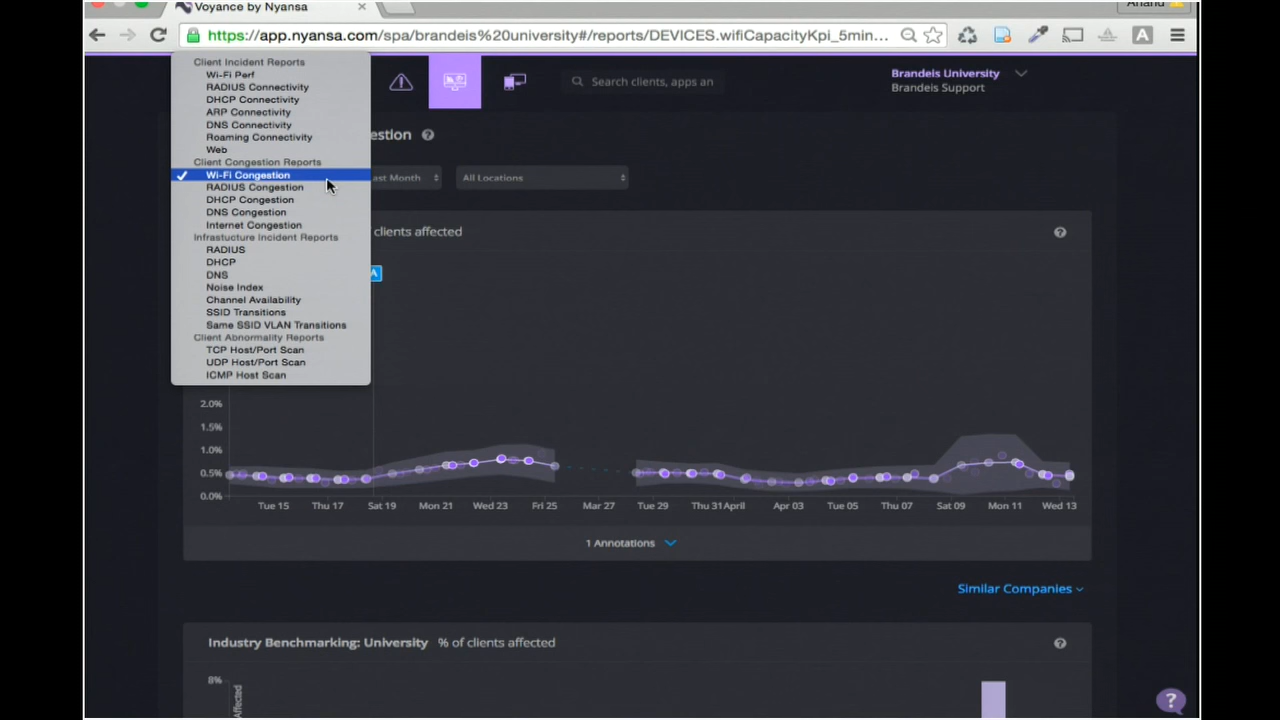 Voyance by Nyansa
Anand
https://app.nyansa.com/spa/brandeis%20university#/reports/DEVICES.wifiCapacityKpi_5min...
Client Incident Reports
Wi-Fi Perf
RADIUS Connectivity
DHCP Connectivity
ARP Connectivity
DNS Connectivity
Roaming Connectivity
Web
Client Congestion Reports
Wi-Fi Congestion
RADIUS Congestion
DHCP Congestion
DNS Congestion
Internet Congestion
Infrastucture Incident Reports
RADIUS
DHCP
DNS
Noise Index
Channel Availability
SSID Transitions
Same SSID VLAN Transitions
Client Abnormality Reports
TCP Host/Port Scan
UDP Host/Port Scan
ICMP Host Scan
Search clients, apps an
Brandeis University
Brandeis Support
estion ?
ast Month
All Locations
clients affected ?
A
2.0%
1.5%
1.0%
0.5%
0.0%
Tue 15 Thu 17 Sat 19 Mon 21 Wed 23 Fri 25 Mar 27 Tue 29 Thu 31 April Apr 03 Tue 05 Thu 07 Sat 09 Mon 11 Wed 13
1 Annotations
Similar Companies
Industry Benchmarking: University % of clients affected ?
8%
Affected
?